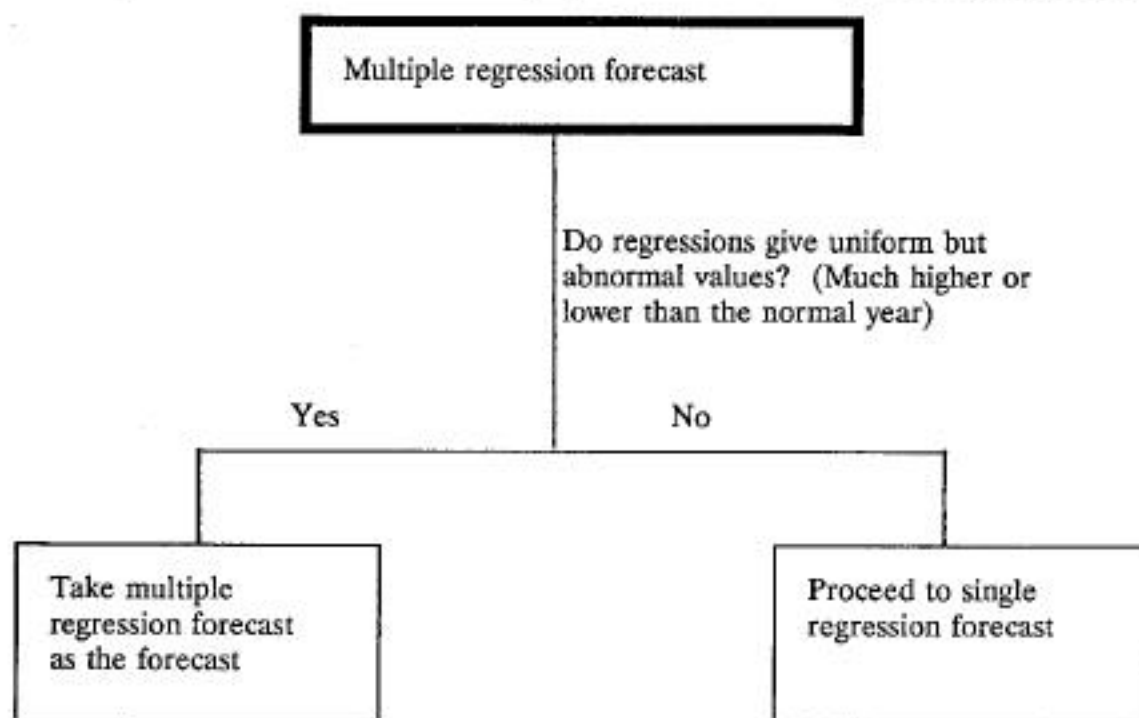 Multiple regression forecast
Do regressions give uniform but
abnormal values? (Much higher or
lower than the normal year)
Yes
No
Take multiple
regression forecast
as the forecast
Proceed to single
regression forecast